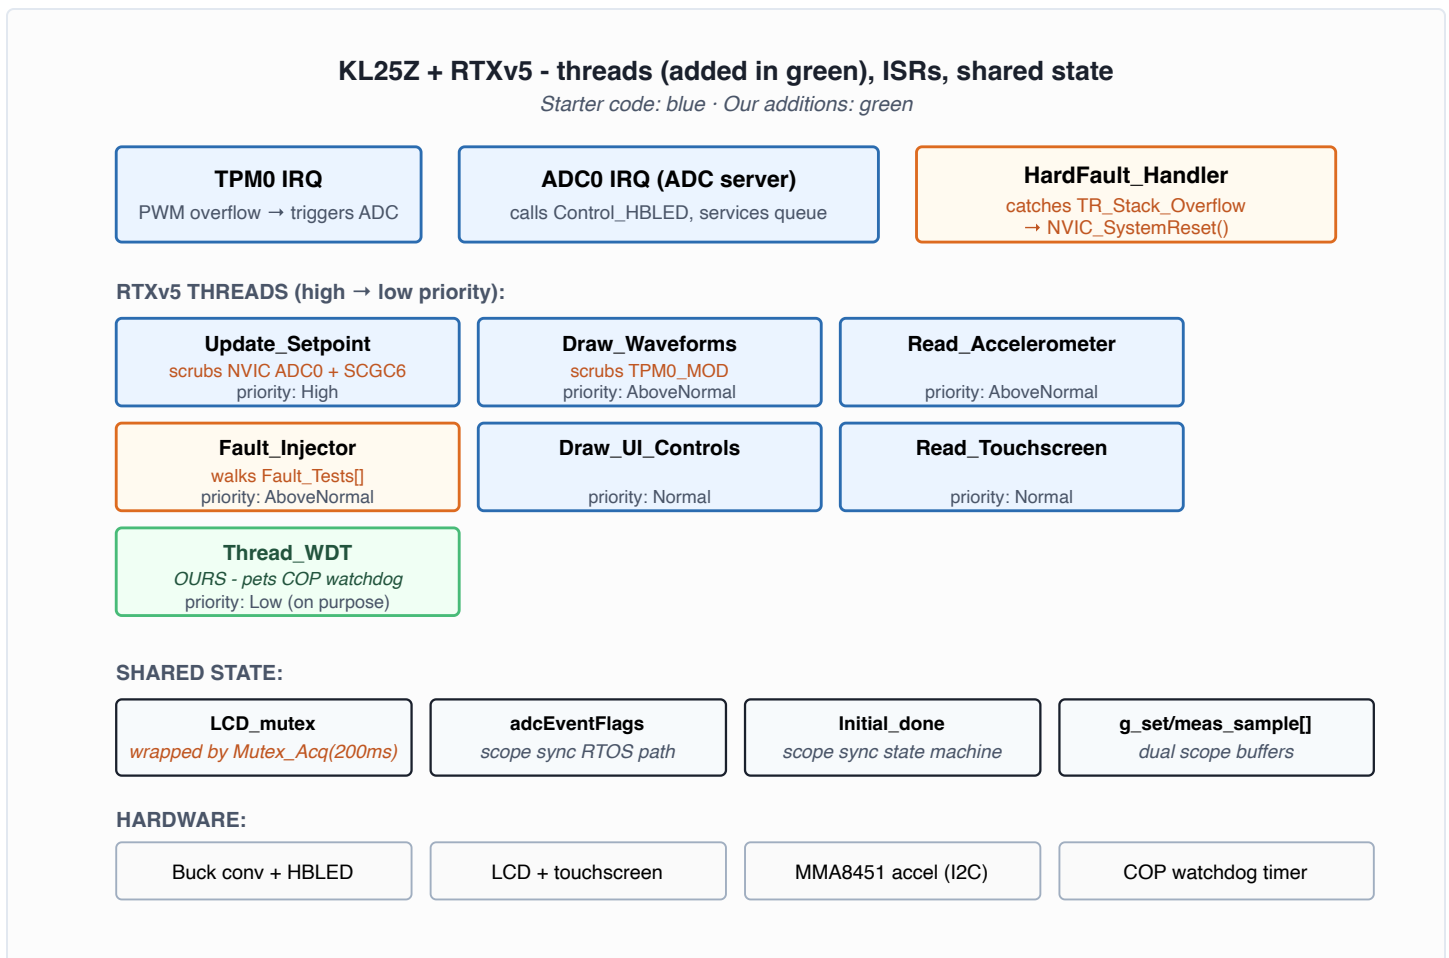 KL25Z + RTXv5 - threads (added in green), ISRs, shared state
Starter code: blue · Our additions: green
TPM0 IRQ
PWM overflow → triggers ADC
ADC0 IRQ (ADC server)
calls Control_HBLED, services queue
HardFault_Handler
catches TR_Stack_Overflow
→ NVIC_SystemReset()
RTXv5 THREADS (high → low priority):
Update_Setpoint
scrubs NVIC ADC0 + SCGC6
priority: High
Draw_Waveforms
scrubs TPM0_MOD
priority: AboveNormal
Read_Accelerometer
priority: AboveNormal
Fault_Injector
walks Fault_Tests[]
priority: AboveNormal
Draw_UI_Controls
priority: Normal
Read_Touchscreen
priority: Normal
Thread_WDT
OURS - pets COP watchdog
priority: Low (on purpose)
SHARED STATE:
LCD_mutex
wrapped by Mutex_Acq(200ms)
adcEventFlags
scope sync RTOS path
Initial_done
scope sync state machine
g_set/meas_sample[]
dual scope buffers
HARDWARE:
Buck conv + HBLED
LCD + touchscreen
MMA8451 accel (I2C)
COP watchdog timer